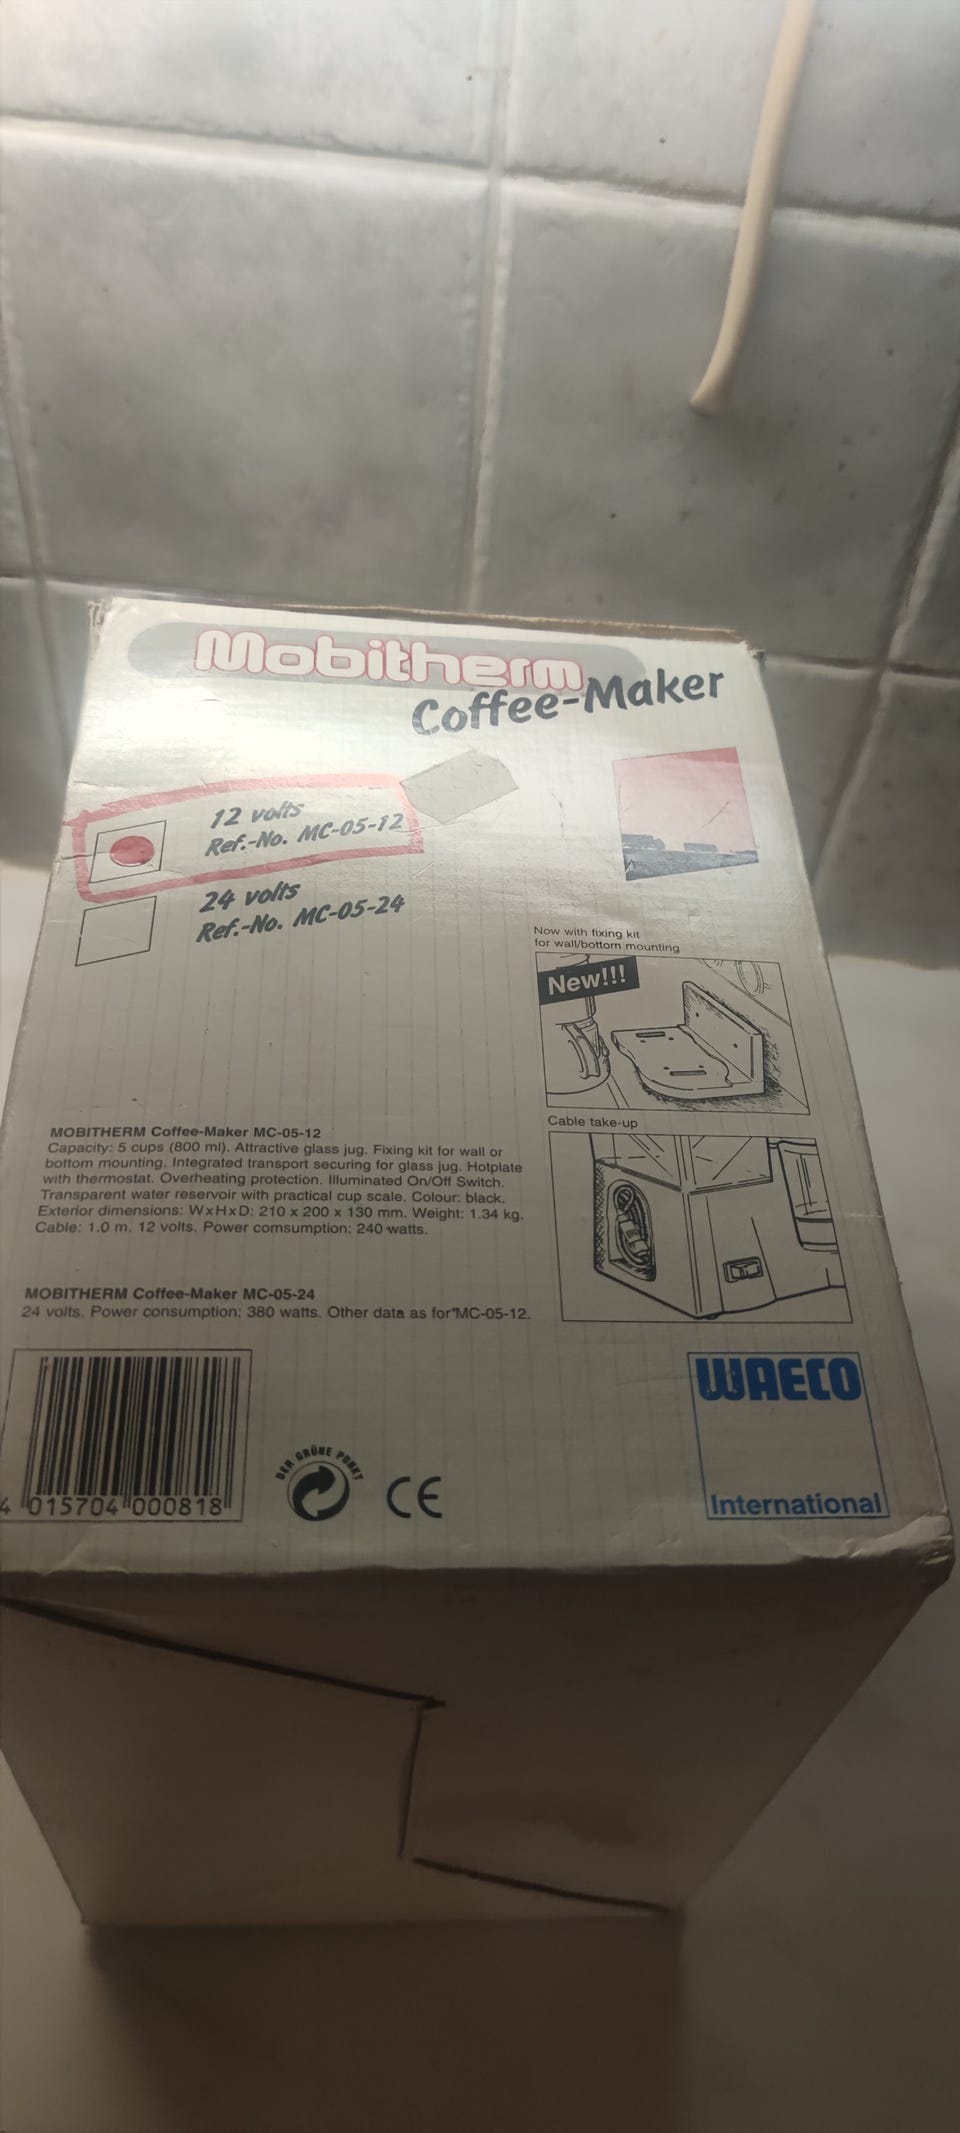 Mobitherm
Coffee-Maker
12 volts
Ref.-No. MC-05-12
24 volts
Ref.-No. MC-05-24
Now with fixing kit
for wall/bottom mounting
New!!!
Cable take-up
MOBITHERM Coffee-Maker MC-05-12
Capacity: 5 cups (800 ml). Attractive glass jug. Fixing kit for wall or
bottom mounting. Integrated transport securing for glass jug. Hotplate
with thermostat. Overheating protection. Illuminated On/Off Switch.
Transparent water reservoir with practical cup scale. Colour: black.
Exterior dimensions: WxHxD: 210 x 200 x 130 mm. Weight: 1.34 kg.
Cable: 1.0 m. 12 volts. Power comsumption: 240 watts.
MOBITHERM Coffee-Maker MC-05-24
24 volts. Power consumption: 380 watts. Other data as for MC-05-12.
4 015704 000818
DER GRÜNE PUNKT
CE
WAECO
International